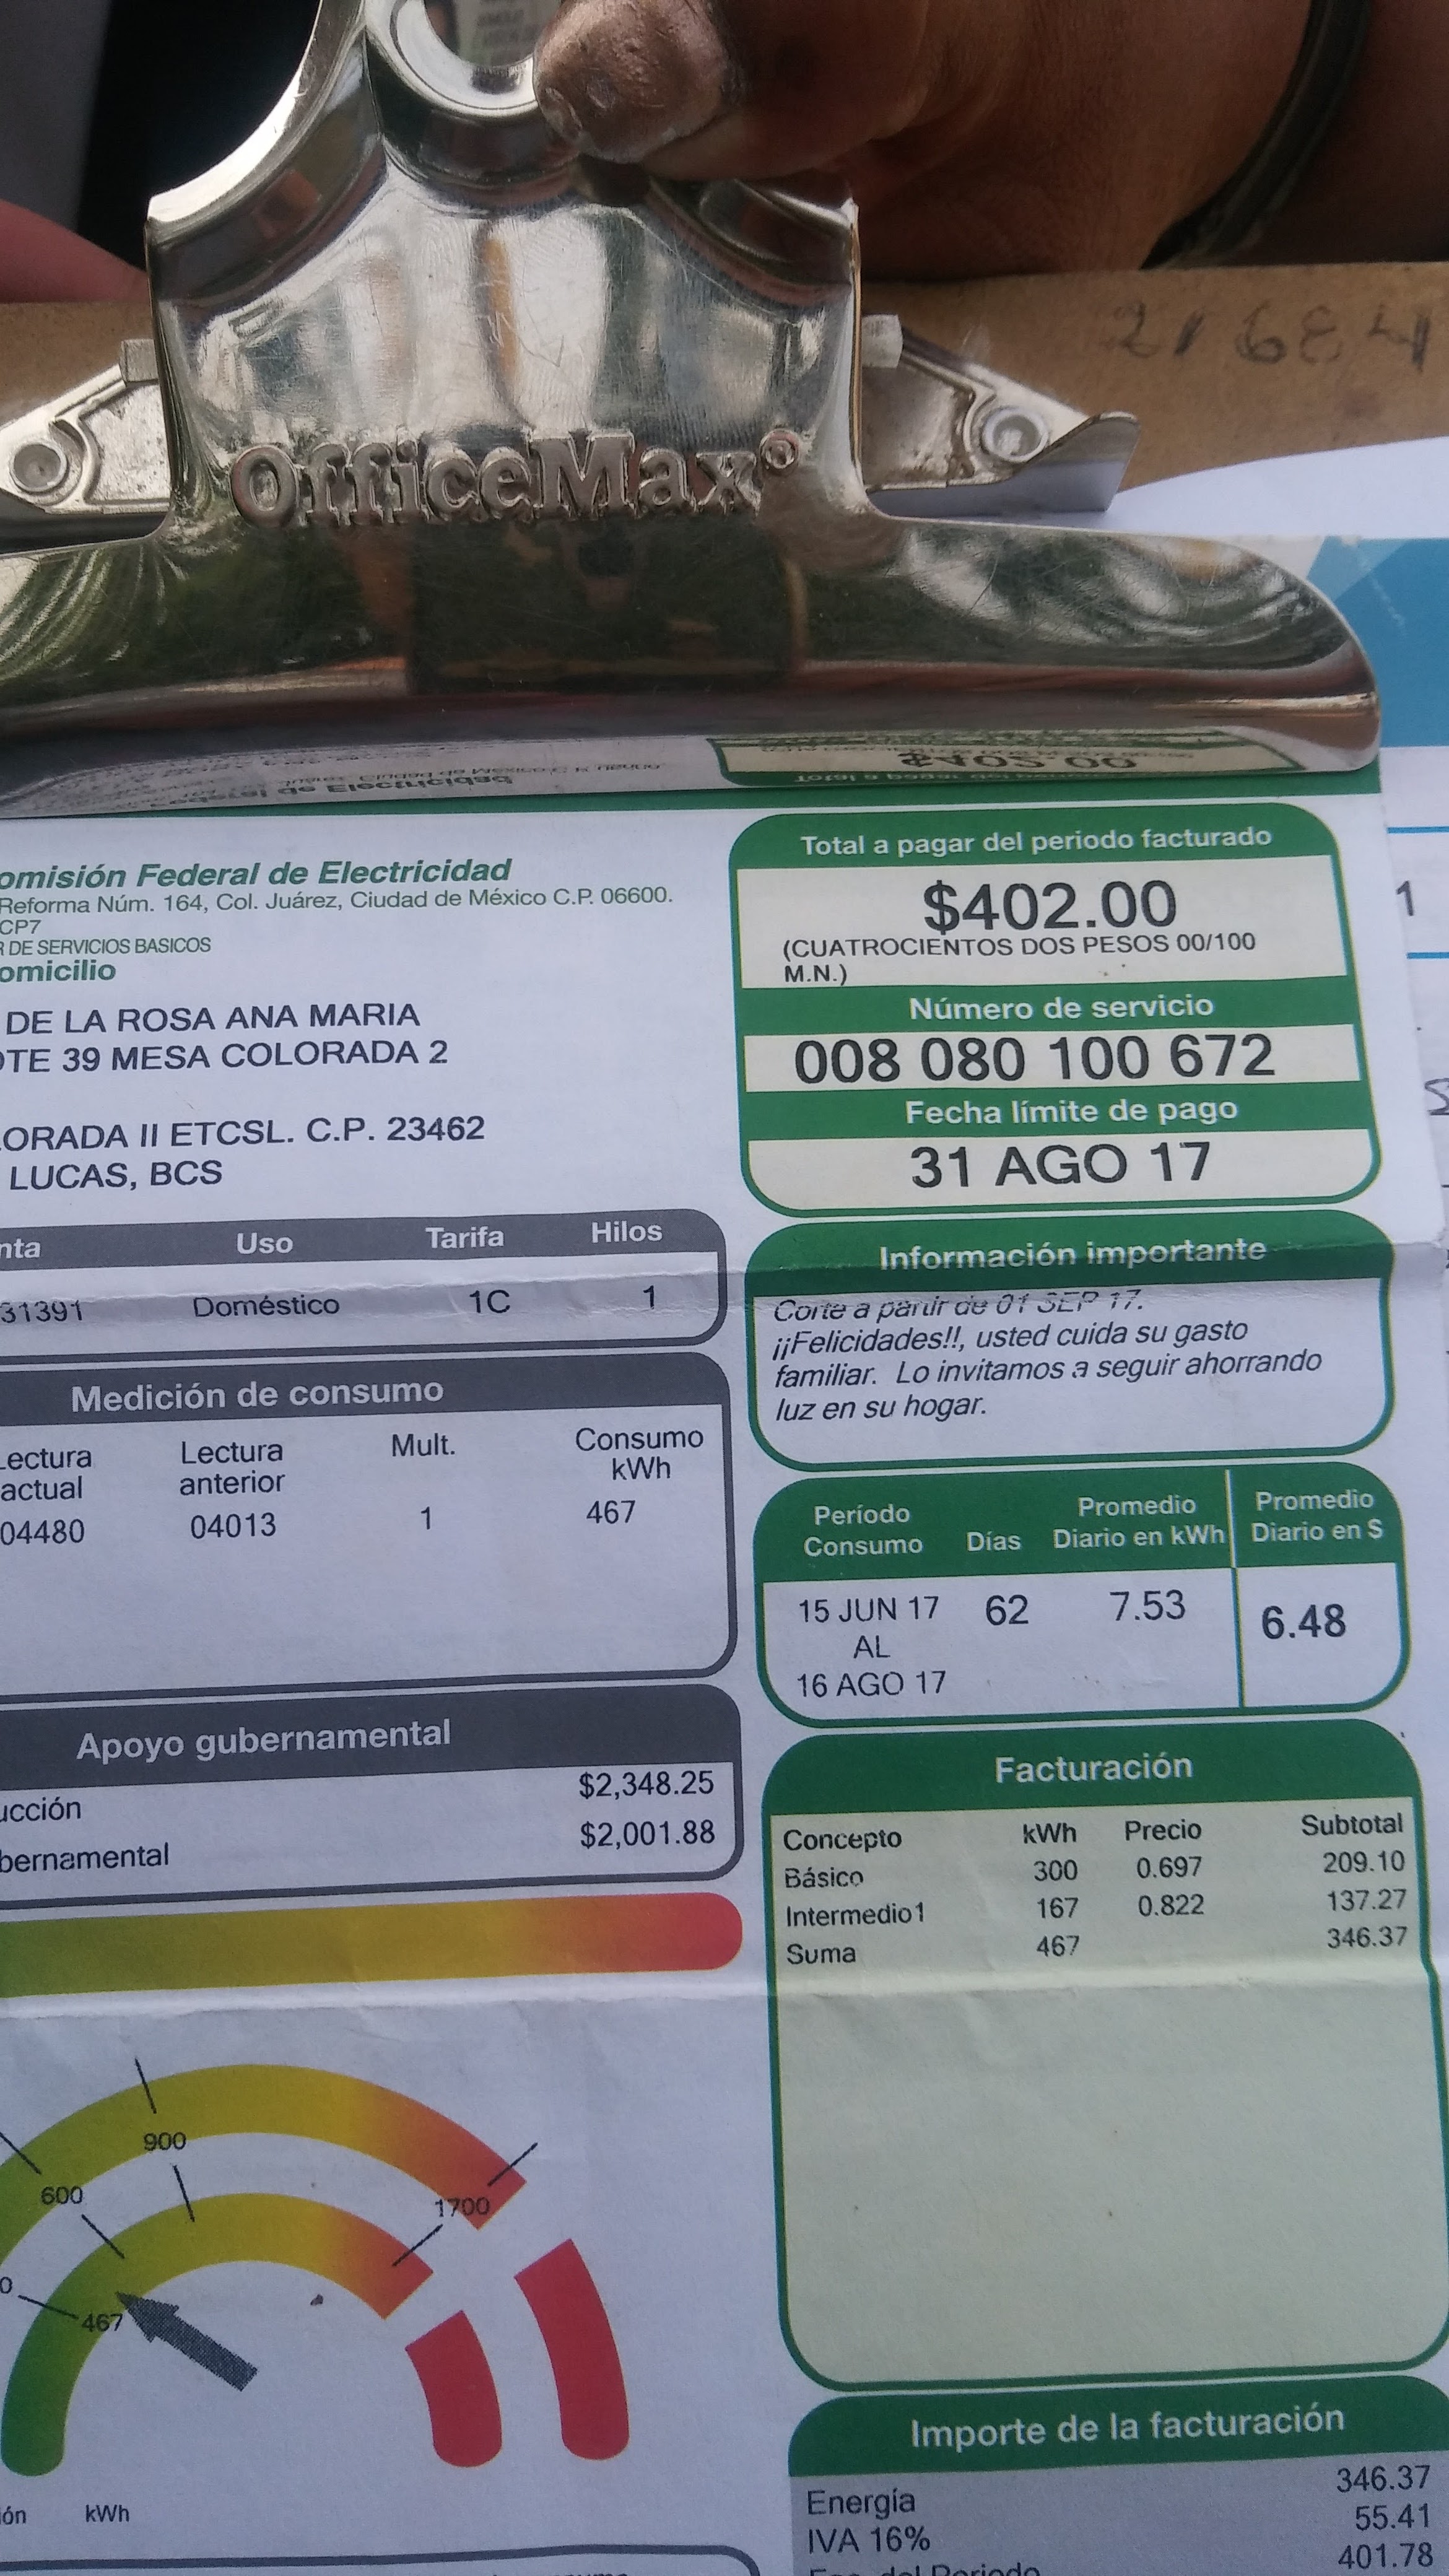 21684
OfficeMax®
Total a pagar del periodo facturado
$402.00
(CUATROCIENTOS DOS PESOS 00/100
M.N.)
Número de servicio
008 080 100 672
Fecha límite de pago
31 AGO 17
omisión Federal de Electricidad
Reforma Núm. 164, Col. Juárez, Ciudad de México C.P. 06600.
CP7
R DE SERVICIOS BASICOS
omicilio
DE LA ROSA ANA MARIA
OTE 39 MESA COLORADA 2
LORADA II ETCSL. C.P. 23462
LUCAS, BCS
nta Uso Tarifa Hilos
31391 Doméstico 1C 1
Información importante
Corte a partir de 01 SEP 17.
¡¡Felicidades!!, usted cuida su gasto
familiar. Lo invitamos a seguir ahorrando
luz en su hogar.
Medición de consumo
Lectura actual Lectura anterior Mult. Consumo kWh
04480 04013 1 467
Período Consumo Días Promedio Diario en kWh Promedio Diario en $
15 JUN 17 AL 16 AGO 17 62 7.53 6.48
Apoyo gubernamental
ucción $2,348.25
bernamental $2,001.88
Facturación
Concepto kWh Precio Subtotal
Básico 300 0.697 209.10
Intermedio1 167 0.822 137.27
Suma 467 346.37
900
600
1700
0
467
ión kWh
Importe de la facturación
Energía 346.37
IVA 16% 55.41
Fac. del Periodo 401.78
1